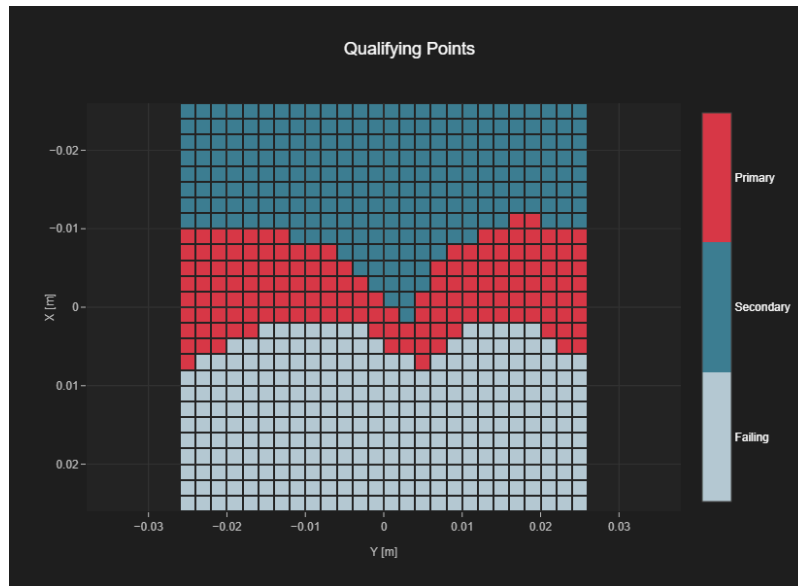 Qualifying Points
−0.02
−0.01
0
0.01
0.02
X [m]
−0.03
−0.02
−0.01
0
0.01
0.02
0.03
Y [m]
Primary
Secondary
Failing